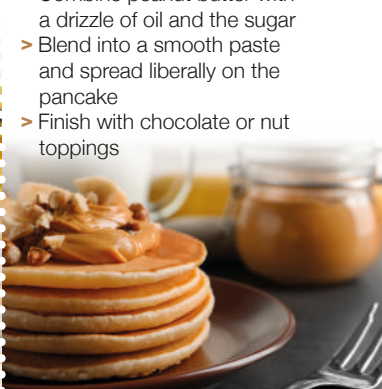 Combine peanut butter with
a drizzle of oil and the sugar
> Blend into a smooth paste
and spread liberally on the
pancake
> Finish with chocolate or nut
toppings